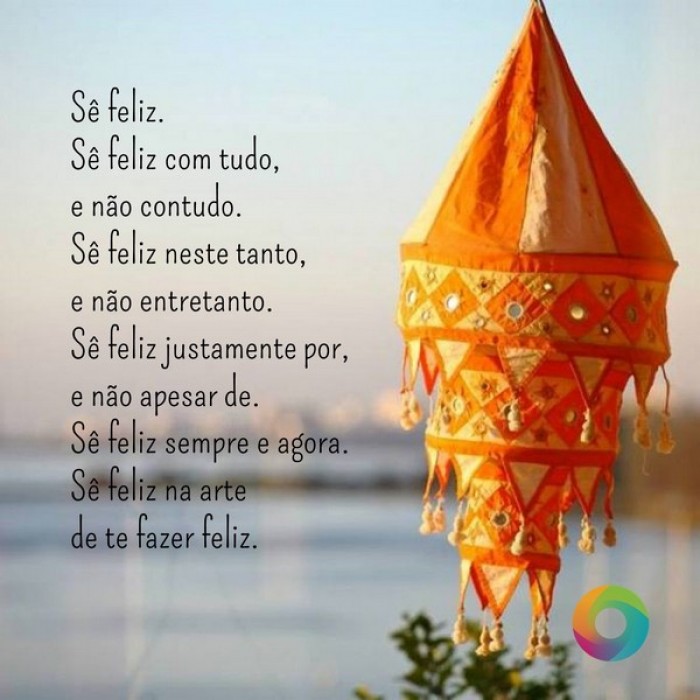 Sê feliz.
Sê feliz com tudo,
e não contudo.
Sê feliz neste tanto,
e não entretanto.
Sê feliz justamente por,
e não apesar de.
Sê feliz sempre e agora.
Sê feliz na arte
de te fazer feliz.